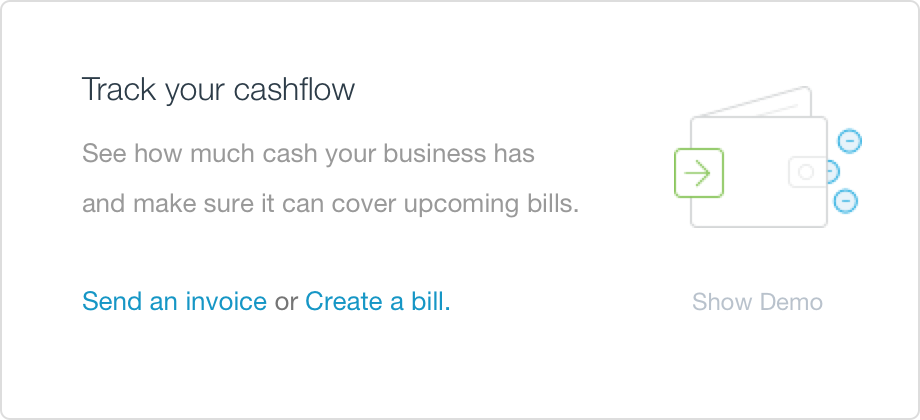 Track your cashflow
See how much cash your business has
and make sure it can cover upcoming bills.
Send an invoice or Create a bill.
Show Demo